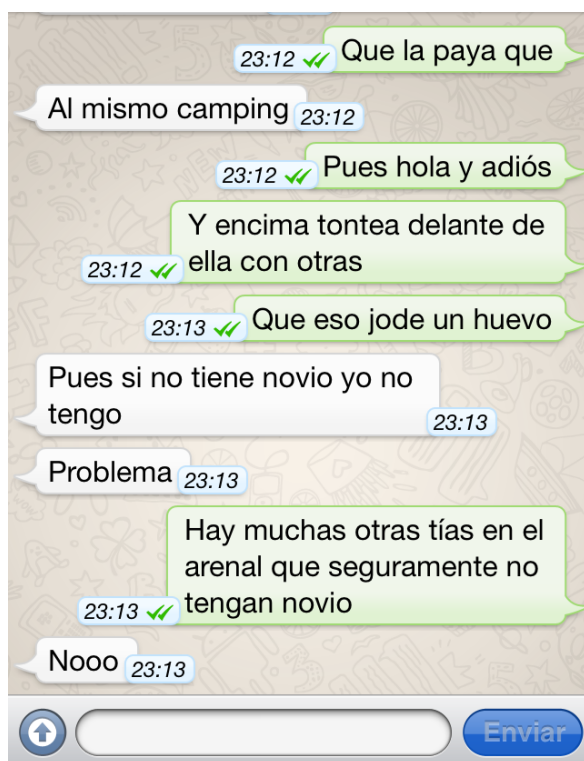 Que la paya que
23:12
Al mismo camping
23:12
Pues hola y adiós
23:12
Y encima tontea delante de
ella con otras
23:12
Que eso jode un huevo
23:13
Pues si no tiene novio yo no
tengo
23:13
Problema
23:13
Hay muchas otras tías en el
arenal que seguramente no
tengan novio
23:13
Nooo
23:13
Enviar